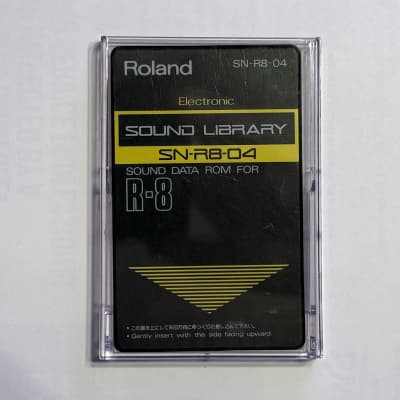 Roland SN-R8-04
Electronic
SOUND LIBRARY
SN-R8-04
SOUND DATA ROM FOR
R-8
• Gently insert with this side facing upward.